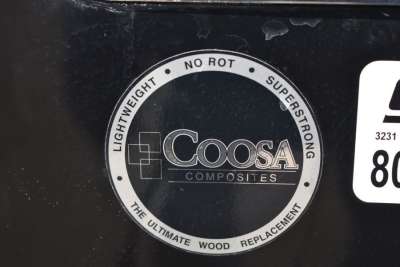 LIGHTWEIGHT • NO ROT • SUPERSTRONG
COOSA
COMPOSITES
• THE ULTIMATE WOOD REPLACEMENT •
3231
80